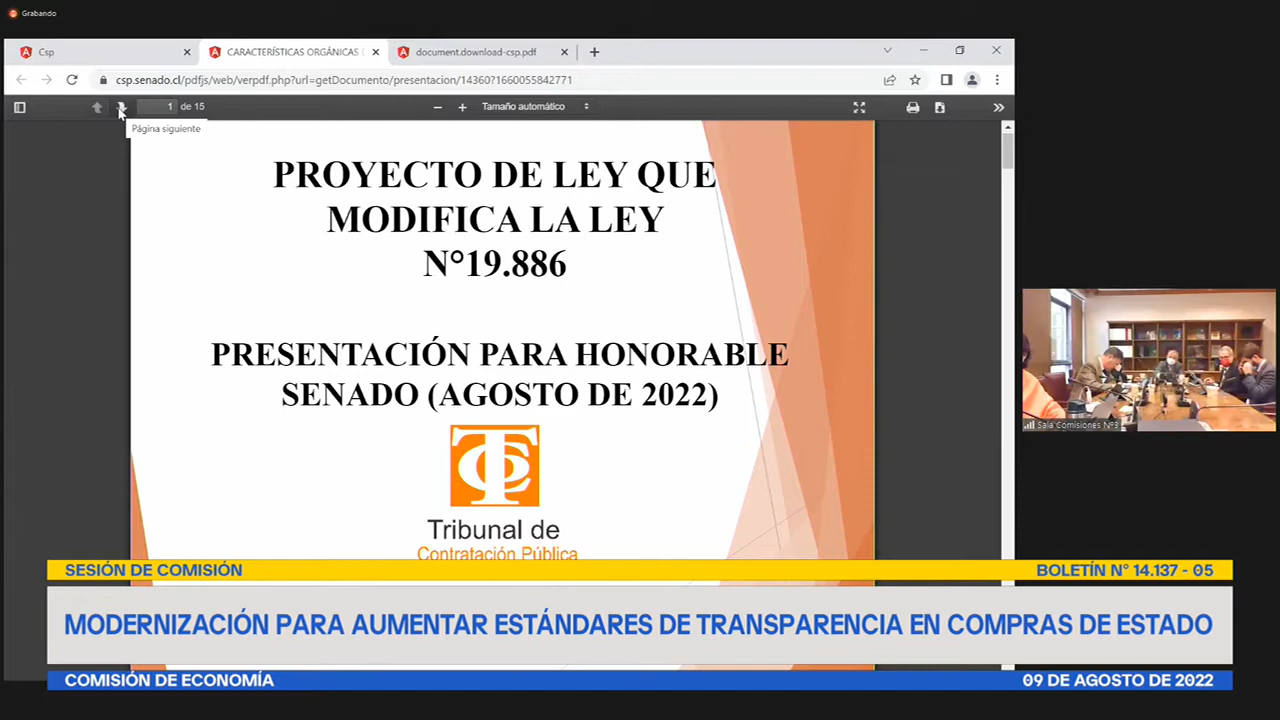 Grabando
Csp
CARACTERÍSTICAS ORGÁNICAS
document.download-csp.pdf
csp.senado.cl/pdfjs/web/verpdf.php?url=getDocumento/presentacion/14360?1660055842771
1 de 15
Tamaño automático
Página siguiente
PROYECTO DE LEY QUE
MODIFICA LA LEY
N°19.886
PRESENTACIÓN PARA HONORABLE
SENADO (AGOSTO DE 2022)
Tribunal de
Contratación Pública
Sala Comisiones N°3
SESIÓN DE COMISIÓN
BOLETÍN N° 14.137 - 05
MODERNIZACIÓN PARA AUMENTAR ESTÁNDARES DE TRANSPARENCIA EN COMPRAS DE ESTADO
COMISIÓN DE ECONOMÍA
09 DE AGOSTO DE 2022